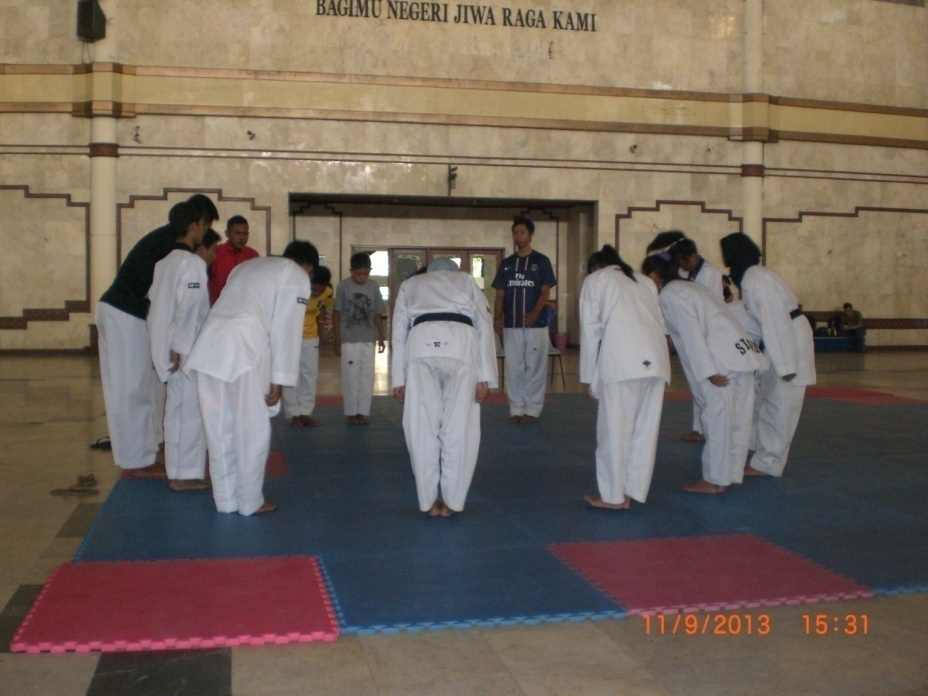 BAGIMU NEGERI JIWA RAGA KAMI
Fly
Emirates
11/9/2013 15:31